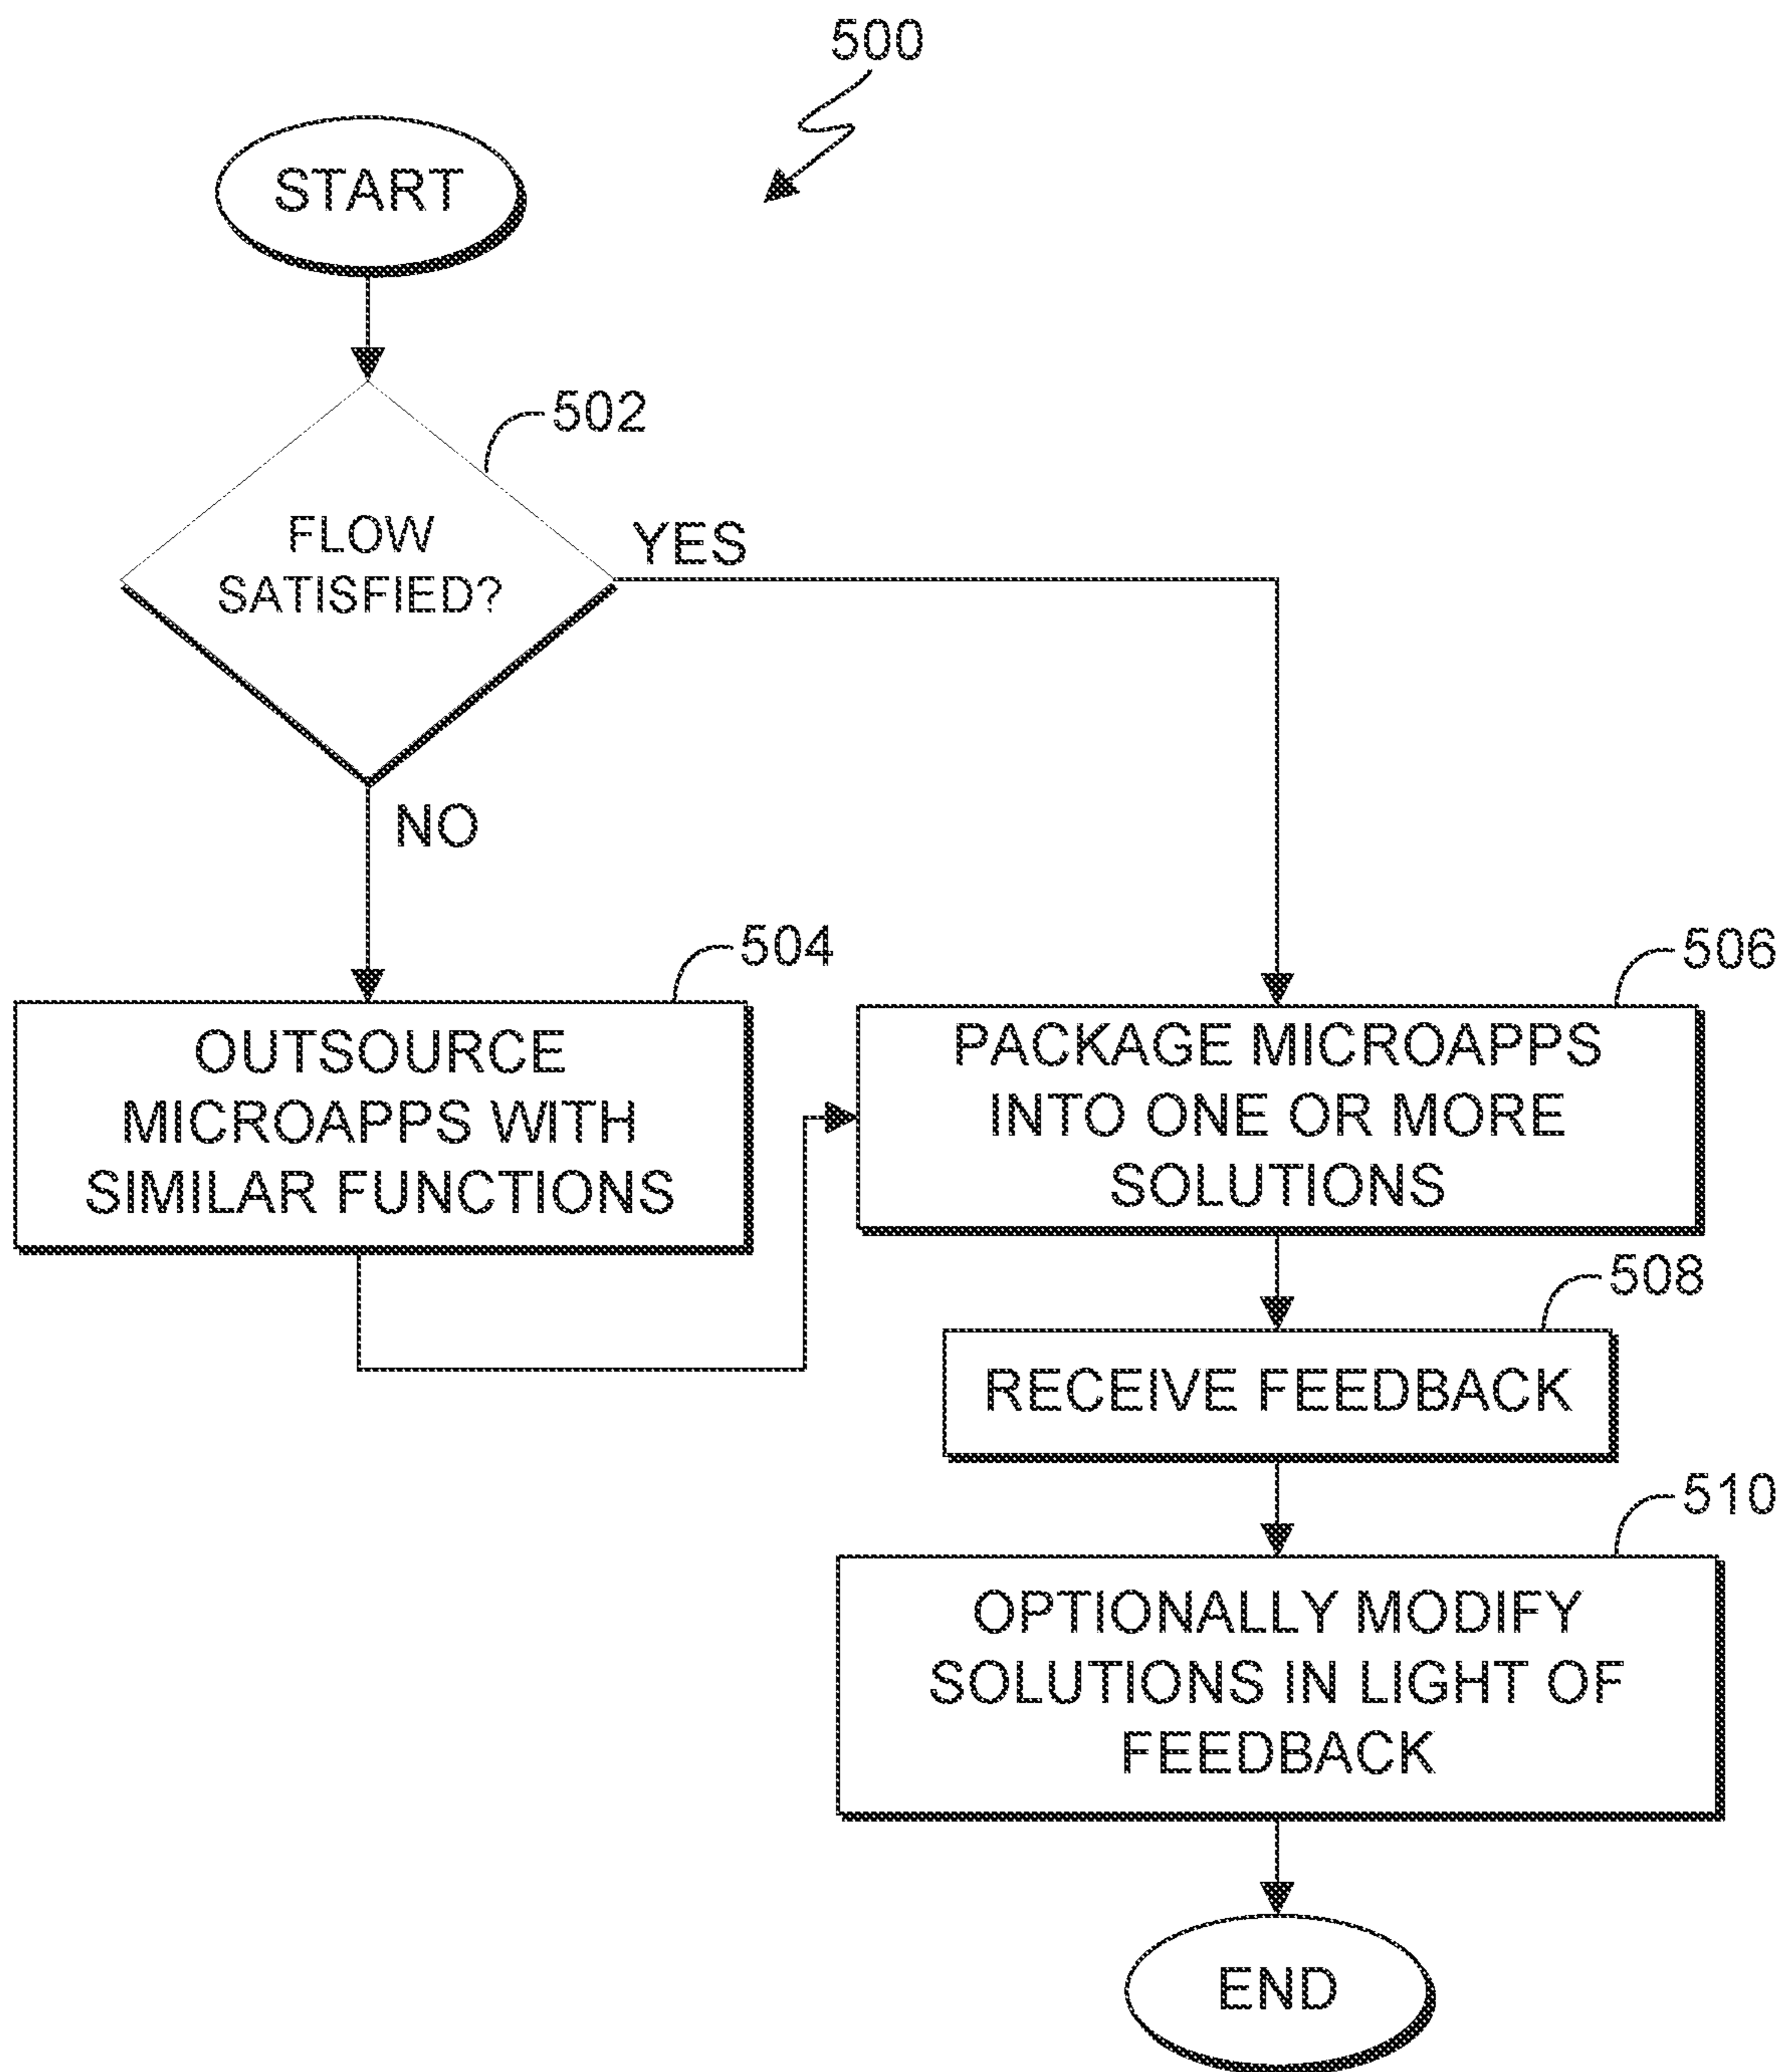 500
START
502
FLOW
SATISFIED?
YES
NO
504
OUTSOURCE
MICROAPPS WITH
SIMILAR FUNCTIONS
506
PACKAGE MICROAPPS
INTO ONE OR MORE
SOLUTIONS
508
RECEIVE FEEDBACK
510
OPTIONALLY MODIFY
SOLUTIONS IN LIGHT OF
FEEDBACK
END